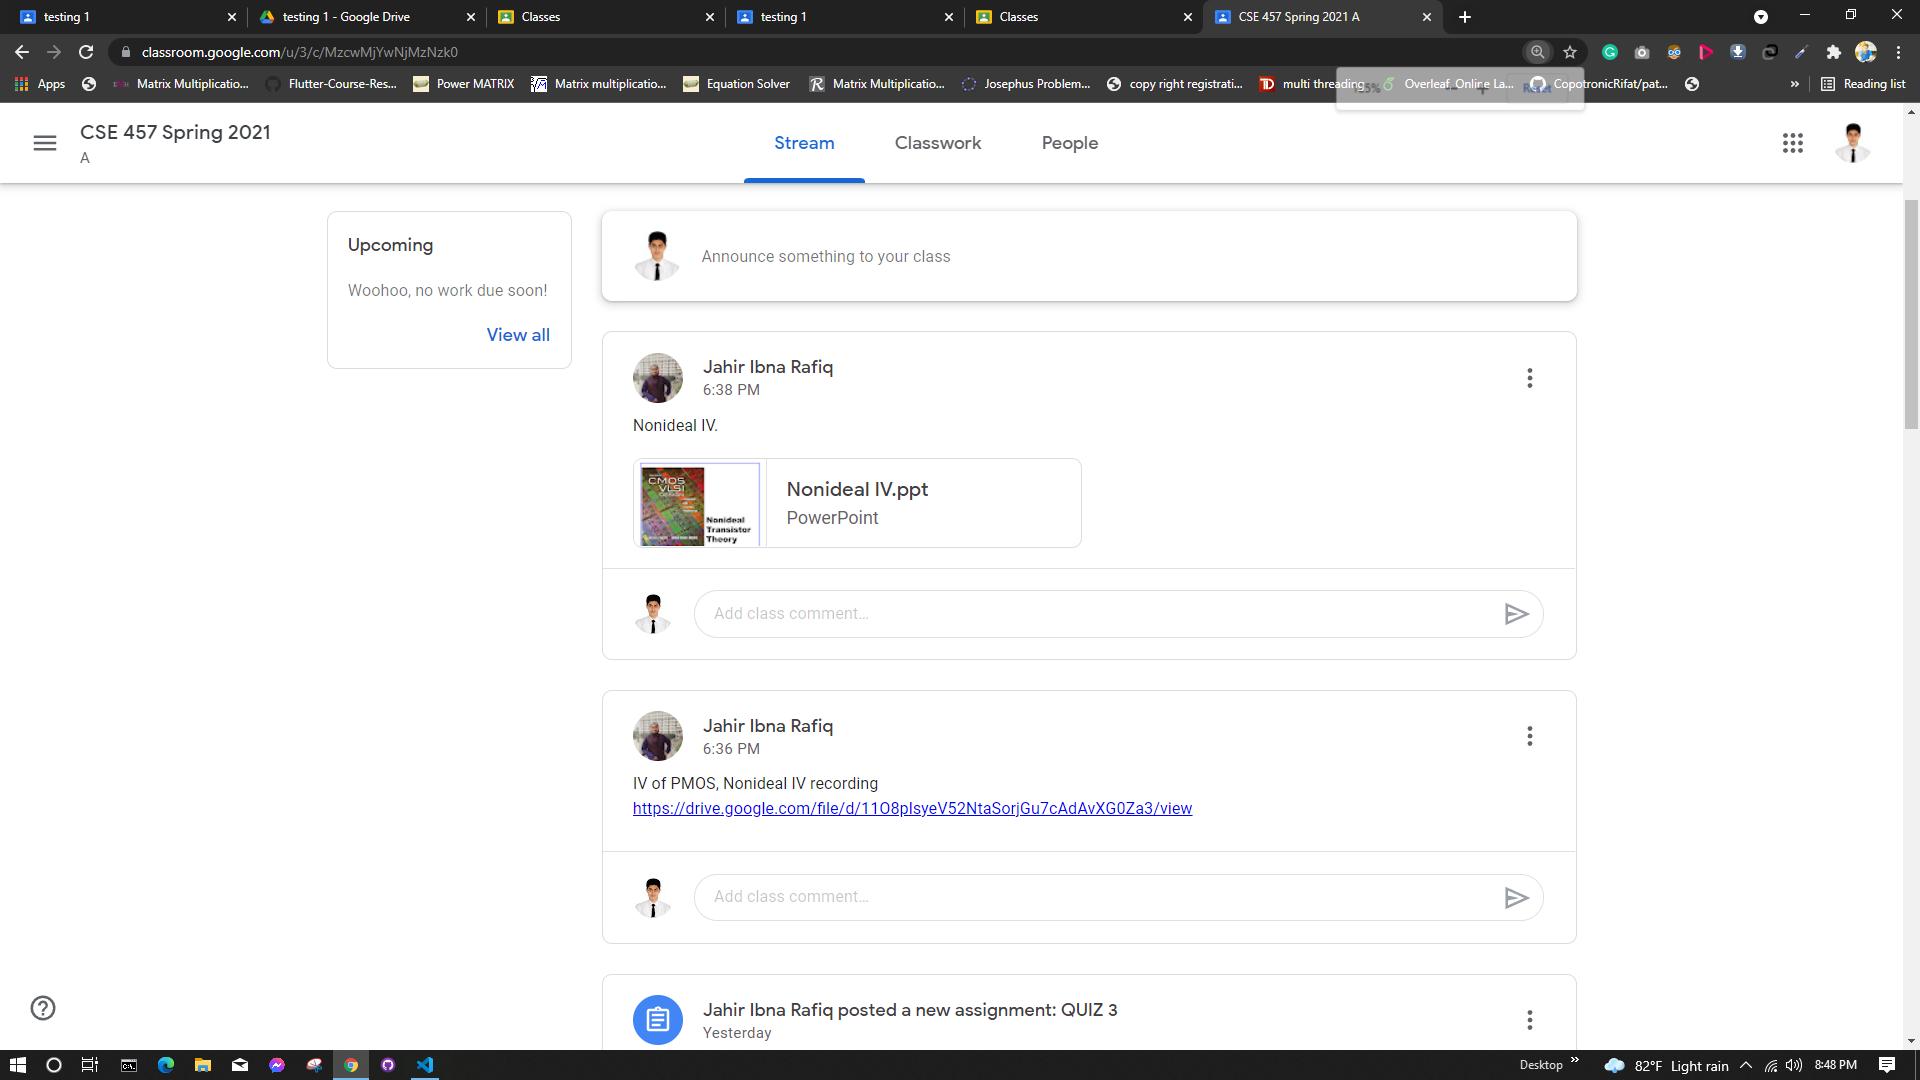 testing 1
testing 1 - Google Drive
Classes
testing 1
Classes
CSE 457 Spring 2021 A
classroom.google.com/u/3/c/MzcwMjYwNjMzNzk0
Apps
Matrix Multiplicatio...
Flutter-Course-Res...
Power MATRIX
Matrix multiplicatio...
Equation Solver
Matrix Multiplicatio...
Josephus Problem...
copy right registrati...
multi threading
Overleaf, Online La...
CopotronicRifat/pat...
»
Reading list
CSE 457 Spring 2021
A
Stream
Classwork
People
Upcoming
Woohoo, no work due soon!
View all
Announce something to your class
Jahir Ibna Rafiq
6:38 PM
Nonideal IV.
CMOS
VLSI
Nonideal
Transistor
Theory
Nonideal IV.ppt
PowerPoint
Add class comment...
Jahir Ibna Rafiq
6:36 PM
IV of PMOS, Nonideal IV recording
https://drive.google.com/file/d/11O8pIsyeV52NtaSorjGu7cAdAvXG0Za3/view
Add class comment...
Jahir Ibna Rafiq posted a new assignment: QUIZ 3
Yesterday
Desktop
»
82°F Light rain
8:48 PM